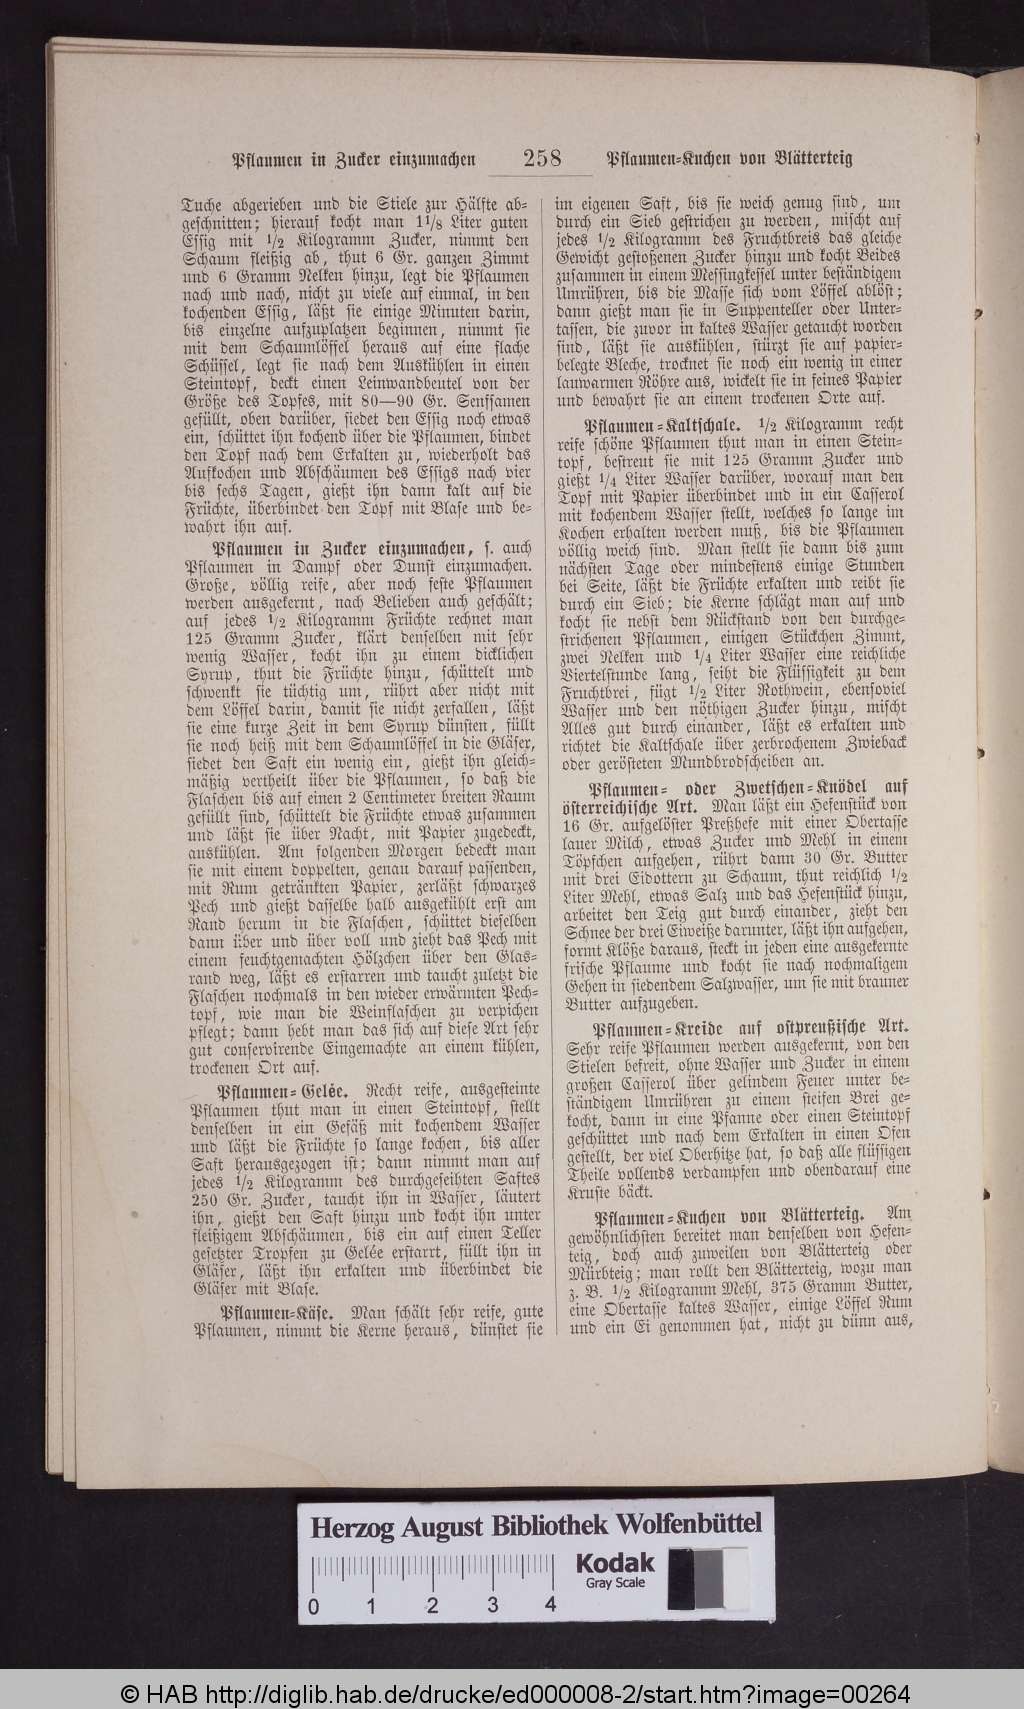 Pflaumen in Zucker einzumachen 258 Pflaumen-Kuchen von Blätterteig
Tuche abgerieben und die Stiele zur Hälfte ab-
geschnitten; hierauf kocht man 1 1/8 Liter guten
Essig mit 1/2 Kilogramm Zucker, nimmt den
Schaum fleißig ab, thut 6 Gr. ganzen Zimmt
und 6 Gramm Nelken hinzu, legt die Pflaumen
nach und nach, nicht zu viele auf einmal, in den
kochenden Essig, läßt sie einige Minuten darin,
bis einzelne aufzuplatzen beginnen, nimmt sie
mit dem Schaumlöffel heraus auf eine flache
Schüssel, legt sie nach dem Auskühlen in einen
Steintopf, deckt einen Leinwandbeutel von der
Größe des Topfes, mit 80—90 Gr. Senfsamen
gefüllt, oben darüber, siedet den Essig noch etwas
ein, schüttet ihn kochend über die Pflaumen, bindet
den Topf nach dem Erkalten zu, wiederholt das
Aufkochen und Abschäumen des Essigs nach vier
bis sechs Tagen, gießt ihn dann kalt auf die
Früchte, überbindet den Topf mit Blase und be-
wahrt ihn auf.
Pflaumen in Zucker einzumachen, s. auch
Pflaumen in Dampf oder Dunst einzumachen.
Große, völlig reife, aber noch feste Pflaumen
werden ausgekernt, nach Belieben auch geschält;
auf jedes 1/2 Kilogramm Früchte rechnet man
125 Gramm Zucker, klärt denselben mit sehr
wenig Wasser, kocht ihn zu einem dicklichen
Syrup, thut die Früchte hinzu, schüttelt und
schwenkt sie tüchtig um, rührt aber nicht mit
dem Löffel darin, damit sie nicht zerfallen, läßt
sie eine kurze Zeit in dem Syrup dünsten, füllt
sie noch heiß mit dem Schaumlöffel in die Gläser,
siedet den Saft ein wenig ein, gießt ihn gleich-
mäßig vertheilt über die Pflaumen, so daß die
Flaschen bis auf einen 2 Centimeter breiten Raum
gefüllt sind, schüttelt die Früchte etwas zusammen
und läßt sie über Nacht, mit Papier zugedeckt,
auskühlen. Am folgenden Morgen bedeckt man
sie mit einem doppelten, genau darauf passenden,
mit Rum getränkten Papier, zerläßt schwarzes
Pech und gießt dasselbe halb ausgekühlt erst am
Rand herum in die Flaschen, schüttet dieselben
dann über und über voll und zieht das Pech mit
einem feuchtgemachten Hölzchen über den Glas-
rand weg, läßt es erstarren und taucht zuletzt die
Flaschen nochmals in den wieder erwärmten Pech-
topf, wie man die Weinflaschen zu verpichen
pflegt; dann hebt man das sich auf diese Art sehr
gut conservirende Eingemachte an einem kühlen,
trockenen Ort auf.
Pflaumen-Gelée. Recht reife, ausgesteinte
Pflaumen thut man in einen Steintopf, stellt
denselben in ein Gefäß mit kochendem Wasser
und läßt die Früchte so lange kochen, bis aller
Saft herausgezogen ist; dann nimmt man auf
jedes 1/2 Kilogramm des durchgeseihten Saftes
250 Gr. Zucker, taucht ihn in Wasser, läutert
ihn, gießt den Saft hinzu und kocht ihn unter
fleißigem Abschäumen, bis ein auf einen Teller
gesetzter Tropfen zu Gelée erstarrt, füllt ihn in
Gläser, läßt ihn erkalten und überbindet die
Gläser mit Blase.
Pflaumen-Käse. Man schält sehr reife, gute
Pflaumen, nimmt die Kerne heraus, dünstet sie
im eigenen Saft, bis sie weich genug sind, um
durch ein Sieb gestrichen zu werden, mischt auf
jedes 1/2 Kilogramm des Fruchtbreis das gleiche
Gewicht gestoßenen Zucker hinzu und kocht Beides
zusammen in einem Messingkessel unter beständigem
Umrühren, bis die Masse sich vom Löffel ablöst;
dann gießt man sie in Suppenteller oder Unter-
tassen, die zuvor in kaltes Wasser getaucht worden
sind, läßt sie auskühlen, stürzt sie auf papier-
belegte Bleche, trocknet sie noch ein wenig in einer
lauwarmen Röhre aus, wickelt sie in feines Papier
und bewahrt sie an einem trockenen Orte auf.
Pflaumen-Kaltschale. 1/2 Kilogramm recht
reife schöne Pflaumen thut man in einen Stein-
topf, bestreut sie mit 125 Gramm Zucker und
gießt 1/4 Liter Wasser darüber, worauf man den
Topf mit Papier überbindet und in ein Casserol
mit kochendem Wasser stellt, welches so lange im
Kochen erhalten werden muß, bis die Pflaumen
völlig weich sind. Man stellt sie dann bis zum
nächsten Tage oder mindestens einige Stunden
bei Seite, läßt die Früchte erkalten und reibt sie
durch ein Sieb; die Kerne schlägt man auf und
kocht sie nebst dem Rückstand von den durchge-
strichenen Pflaumen, einigen Stückchen Zimmt,
zwei Nelken und 1/4 Liter Wasser eine reichliche
Viertelstunde lang, seiht die Flüssigkeit zu dem
Fruchtbrei, fügt 1/2 Liter Rothwein, ebensoviel
Wasser und den nöthigen Zucker hinzu, mischt
Alles gut durch einander, läßt es erkalten und
richtet die Kaltschale über zerbrochenem Zwieback
oder gerösteten Mundbrodscheiben an.
Pflaumen- oder Zwetschen-Knödel auf
österreichische Art. Man läßt ein Hefenstück von
16 Gr. aufgelöster Preßhefe mit einer Obertasse
lauer Milch, etwas Zucker und Mehl in einem
Töpfchen aufgehen, rührt dann 30 Gr. Butter
mit drei Eidottern zu Schaum, thut reichlich 1/2
Liter Mehl, etwas Salz und das Hefenstück hinzu,
arbeitet den Teig gut durch einander, zieht den
Schnee der drei Eiweiße darunter, läßt ihn aufgehen,
formt Klöße daraus, steckt in jeden eine ausgekernte
frische Pflaume und kocht sie nach nochmaligem
Gehen in siedendem Salzwasser, um sie mit brauner
Butter aufzugeben.
Pflaumen-Kreide auf ostpreußische Art.
Sehr reife Pflaumen werden ausgekernt, von den
Stielen befreit, ohne Wasser und Zucker in einem
großen Casserol über gelindem Feuer unter be-
ständigem Umrühren zu einem steifen Brei ge-
kocht, dann in eine Pfanne oder einen Steintopf
geschüttet und nach dem Erkalten in einen Ofen
gestellt, der viel Oberhitze hat, so daß alle flüssigen
Theile vollends verdampfen und obendarauf eine
Kruste bäckt.
Pflaumen-Kuchen von Blätterteig. Am
gewöhnlichsten bereitet man denselben von Hefen-
teig, doch auch zuweilen von Blätterteig oder
Mürbteig; man rollt den Blätterteig, wozu man
z. B. 1/2 Kilogramm Mehl, 375 Gramm Butter,
eine Obertasse kaltes Wasser, einige Löffel Rum
und ein Ei genommen hat, nicht zu dünn aus,
Herzog August Bibliothek Wolfenbüttel
Kodak
Gray Scale
0 1 2 3 4
© HAB http://diglib.hab.de/drucke/ed000008-2/start.htm?image=00264